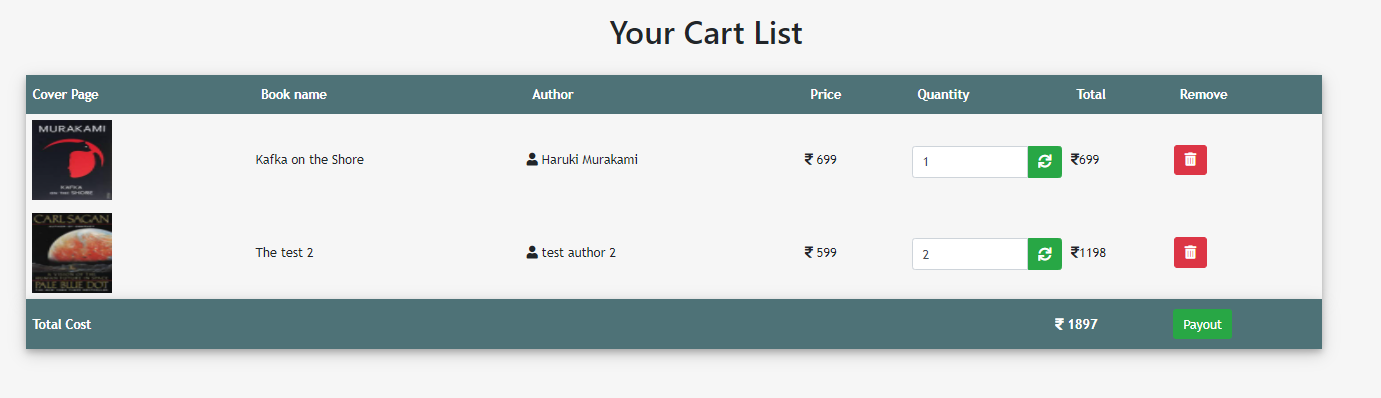 Your Cart List
Cover Page Book name Author Price Quantity Total Remove
MURAKAMI
KAFKA
ON THE SHORE
Kafka on the Shore Haruki Murakami ₹ 699 1 ₹699
CARL SAGAN
PALE BLUE DOT
The test 2 test author 2 ₹ 599 2 ₹1198
Total Cost ₹ 1897 Payout